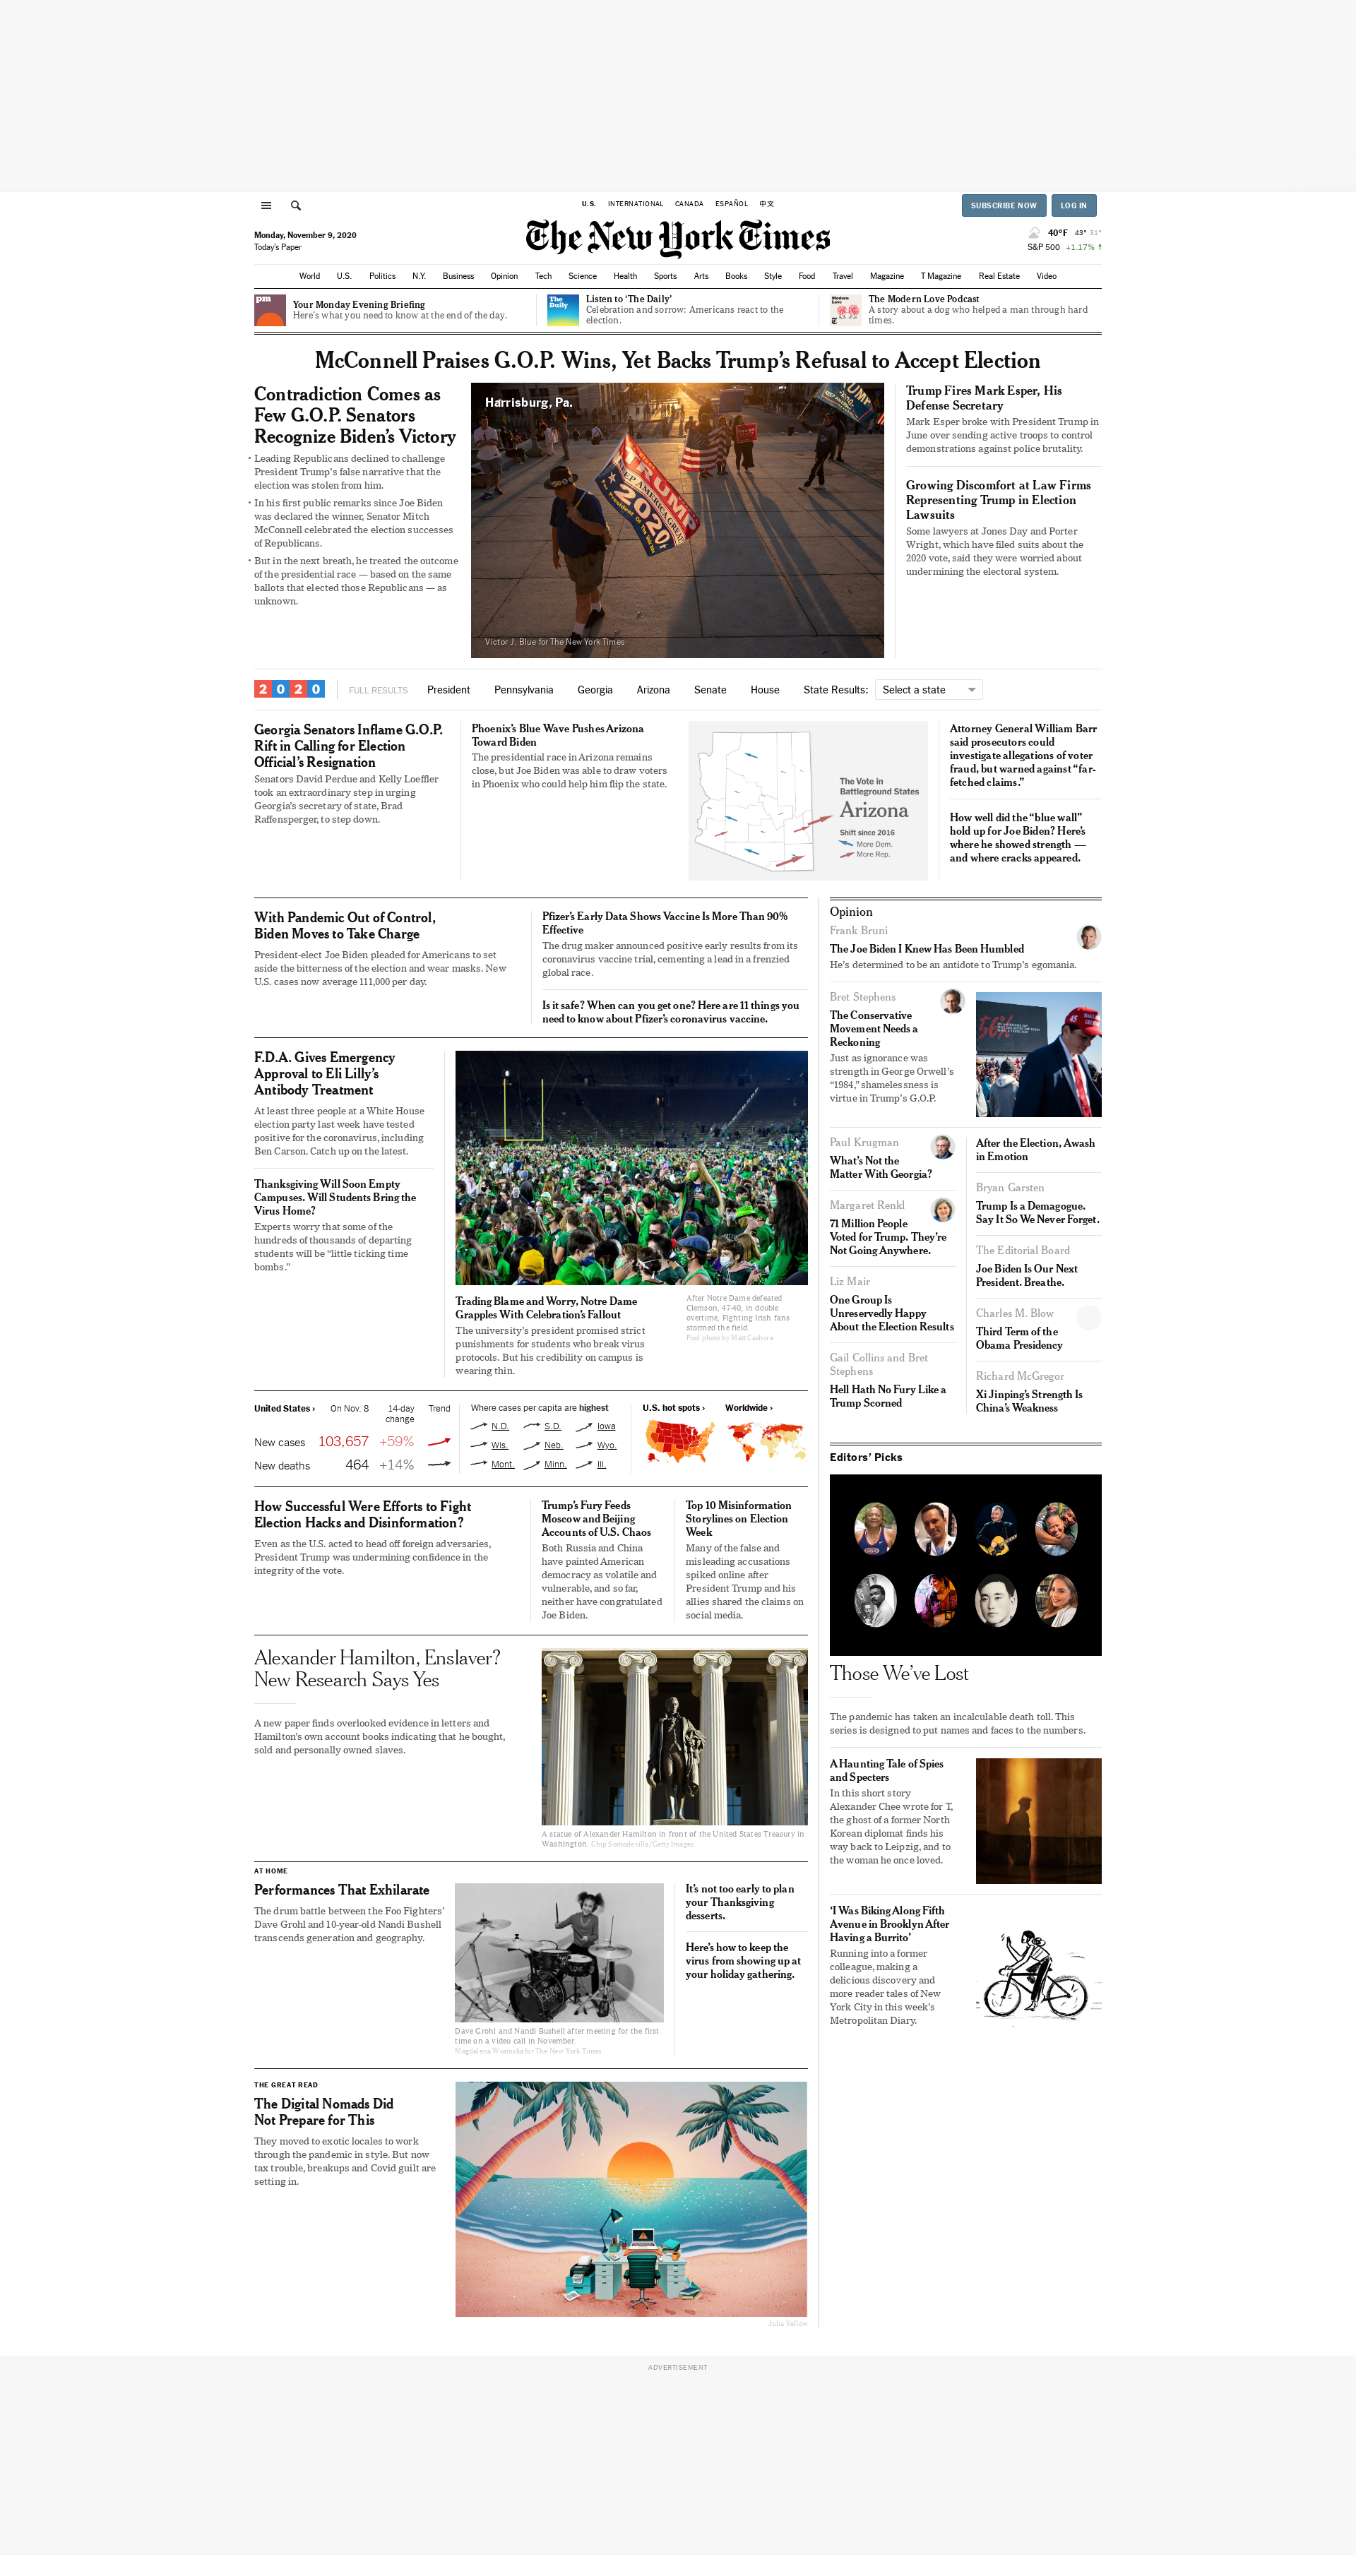 U.S. INTERNATIONAL CANADA ESPAÑOL 中文
SUBSCRIBE NOW LOG IN
Monday, November 9, 2020
Today's Paper
The New York Times
40°F 43° 31°
S&P 500 +1.17% ↑
World U.S. Politics N.Y. Business Opinion Tech Science Health Sports Arts Books Style Food Travel Magazine T Magazine Real Estate Video
pm
Your Monday Evening Briefing
Here's what you need to know at the end of the day.
The
Daily
Listen to 'The Daily'
Celebration and sorrow: Americans react to the
election.
Modern
Love
The Modern Love Podcast
A story about a dog who helped a man through hard
times.
McConnell Praises G.O.P. Wins, Yet Backs Trump's Refusal to Accept Election
Contradiction Comes as
Few G.O.P. Senators
Recognize Biden's Victory
• Leading Republicans declined to challenge
President Trump's false narrative that the
election was stolen from him.
• In his first public remarks since Joe Biden
was declared the winner, Senator Mitch
McConnell celebrated the election successes
of Republicans.
• But in the next breath, he treated the outcome
of the presidential race — based on the same
ballots that elected those Republicans — as
unknown.
Harrisburg, Pa.
TRUMP
TRUMP
2020
KEEP AMERICA GREAT!
Victor J. Blue for The New York Times
Trump Fires Mark Esper, His
Defense Secretary
Mark Esper broke with President Trump in
June over sending active troops to control
demonstrations against police brutality.
Growing Discomfort at Law Firms
Representing Trump in Election
Lawsuits
Some lawyers at Jones Day and Porter
Wright, which have filed suits about the
2020 vote, said they were worried about
undermining the electoral system.
2020 FULL RESULTS President Pennsylvania Georgia Arizona Senate House State Results: Select a state
Georgia Senators Inflame G.O.P.
Rift in Calling for Election
Official's Resignation
Senators David Perdue and Kelly Loeffler
took an extraordinary step in urging
Georgia's secretary of state, Brad
Raffensperger, to step down.
Phoenix's Blue Wave Pushes Arizona
Toward Biden
The presidential race in Arizona remains
close, but Joe Biden was able to draw voters
in Phoenix who could help him flip the state.
The Vote in
Battleground States
Arizona
Shift since 2016
More Dem.
More Rep.
Attorney General William Barr
said prosecutors could
investigate allegations of voter
fraud, but warned against "far-
fetched claims."
How well did the "blue wall"
hold up for Joe Biden? Here's
where he showed strength —
and where cracks appeared.
With Pandemic Out of Control,
Biden Moves to Take Charge
President-elect Joe Biden pleaded for Americans to set
aside the bitterness of the election and wear masks. New
U.S. cases now average 111,000 per day.
Pfizer's Early Data Shows Vaccine Is More Than 90%
Effective
The drug maker announced positive early results from its
coronavirus vaccine trial, cementing a lead in a frenzied
global race.
Is it safe? When can you get one? Here are 11 things you
need to know about Pfizer's coronavirus vaccine.
F.D.A. Gives Emergency
Approval to Eli Lilly's
Antibody Treatment
At least three people at a White House
election party last week have tested
positive for the coronavirus, including
Ben Carson. Catch up on the latest.
Thanksgiving Will Soon Empty
Campuses. Will Students Bring the
Virus Home?
Experts worry that some of the
hundreds of thousands of departing
students will be "little ticking time
bombs."
Trading Blame and Worry, Notre Dame
Grapples With Celebration's Fallout
The university's president promised strict
punishments for students who break virus
protocols. But his credibility on campus is
wearing thin.
After Notre Dame defeated
Clemson, 47-40, in double
overtime, Fighting Irish fans
stormed the field.
Pool photo by Matt Cashore
United States › On Nov. 8 14-day change Trend
New cases 103,657 +59%
New deaths 464 +14%
Where cases per capita are highest
N.D. S.D. Iowa
Wis. Neb. Wyo.
Mont. Minn. Ill.
U.S. hot spots › Worldwide ›
How Successful Were Efforts to Fight
Election Hacks and Disinformation?
Even as the U.S. acted to head off foreign adversaries,
President Trump was undermining confidence in the
integrity of the vote.
Trump's Fury Feeds
Moscow and Beijing
Accounts of U.S. Chaos
Both Russia and China
have painted American
democracy as volatile and
vulnerable, and so far,
neither have congratulated
Joe Biden.
Top 10 Misinformation
Storylines on Election
Week
Many of the false and
misleading accusations
spiked online after
President Trump and his
allies shared the claims on
social media.
Alexander Hamilton, Enslaver?
New Research Says Yes
A new paper finds overlooked evidence in letters and
Hamilton's own account books indicating that he bought,
sold and personally owned slaves.
A statue of Alexander Hamilton in front of the United States Treasury in
Washington. Chip Somodevilla/Getty Images
AT HOME
Performances That Exhilarate
The drum battle between the Foo Fighters'
Dave Grohl and 10-year-old Nandi Bushell
transcends generation and geography.
Dave Grohl and Nandi Bushell after meeting for the first
time on a video call in November.
Magdalena Wosinska for The New York Times
It's not too early to plan
your Thanksgiving
desserts.
Here's how to keep the
virus from showing up at
your holiday gathering.
THE GREAT READ
The Digital Nomads Did
Not Prepare for This
They moved to exotic locales to work
through the pandemic in style. But now
tax trouble, breakups and Covid guilt are
setting in.
Julia Yellow
Opinion
Frank Bruni
The Joe Biden I Knew Has Been Humbled
He's determined to be an antidote to Trump's egomania.
Bret Stephens
The Conservative
Movement Needs a
Reckoning
Just as ignorance was
strength in George Orwell's
"1984," shamelessness is
virtue in Trump's G.O.P.
56%
45
Paul Krugman
What's Not the
Matter With Georgia?
Margaret Renkl
71 Million People
Voted for Trump. They're
Not Going Anywhere.
Liz Mair
One Group Is
Unreservedly Happy
About the Election Results
Gail Collins and Bret
Stephens
Hell Hath No Fury Like a
Trump Scorned
After the Election, Awash
in Emotion
Bryan Garsten
Trump Is a Demagogue.
Say It So We Never Forget.
The Editorial Board
Joe Biden Is Our Next
President. Breathe.
Charles M. Blow
Third Term of the
Obama Presidency
Richard McGregor
Xi Jinping's Strength Is
China's Weakness
Editors' Picks
Those We've Lost
The pandemic has taken an incalculable death toll. This
series is designed to put names and faces to the numbers.
A Haunting Tale of Spies
and Specters
In this short story
Alexander Chee wrote for T,
the ghost of a former North
Korean diplomat finds his
way back to Leipzig, and to
the woman he once loved.
'I Was Biking Along Fifth
Avenue in Brooklyn After
Having a Burrito'
Running into a former
colleague, making a
delicious discovery and
more reader tales of New
York City in this week's
Metropolitan Diary.
ADVERTISEMENT